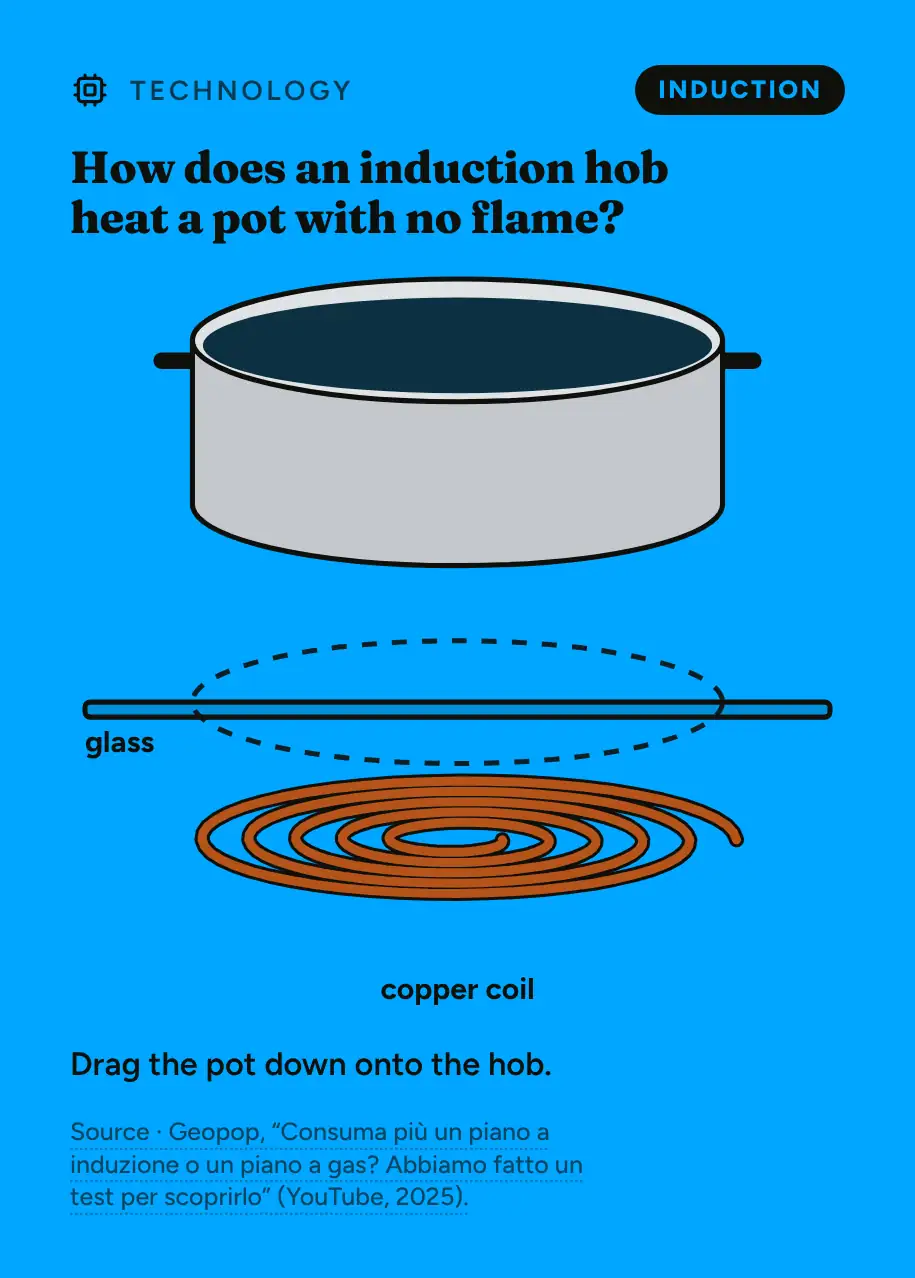 TECHNOLOGY
INDUCTION
How does an induction hob
heat a pot with no flame?
glass
copper coil
Drag the pot down onto the hob.
Source · Geopop, “Consuma più un piano a
induzione o un piano a gas? Abbiamo fatto un
test per scoprirlo” (YouTube, 2025).